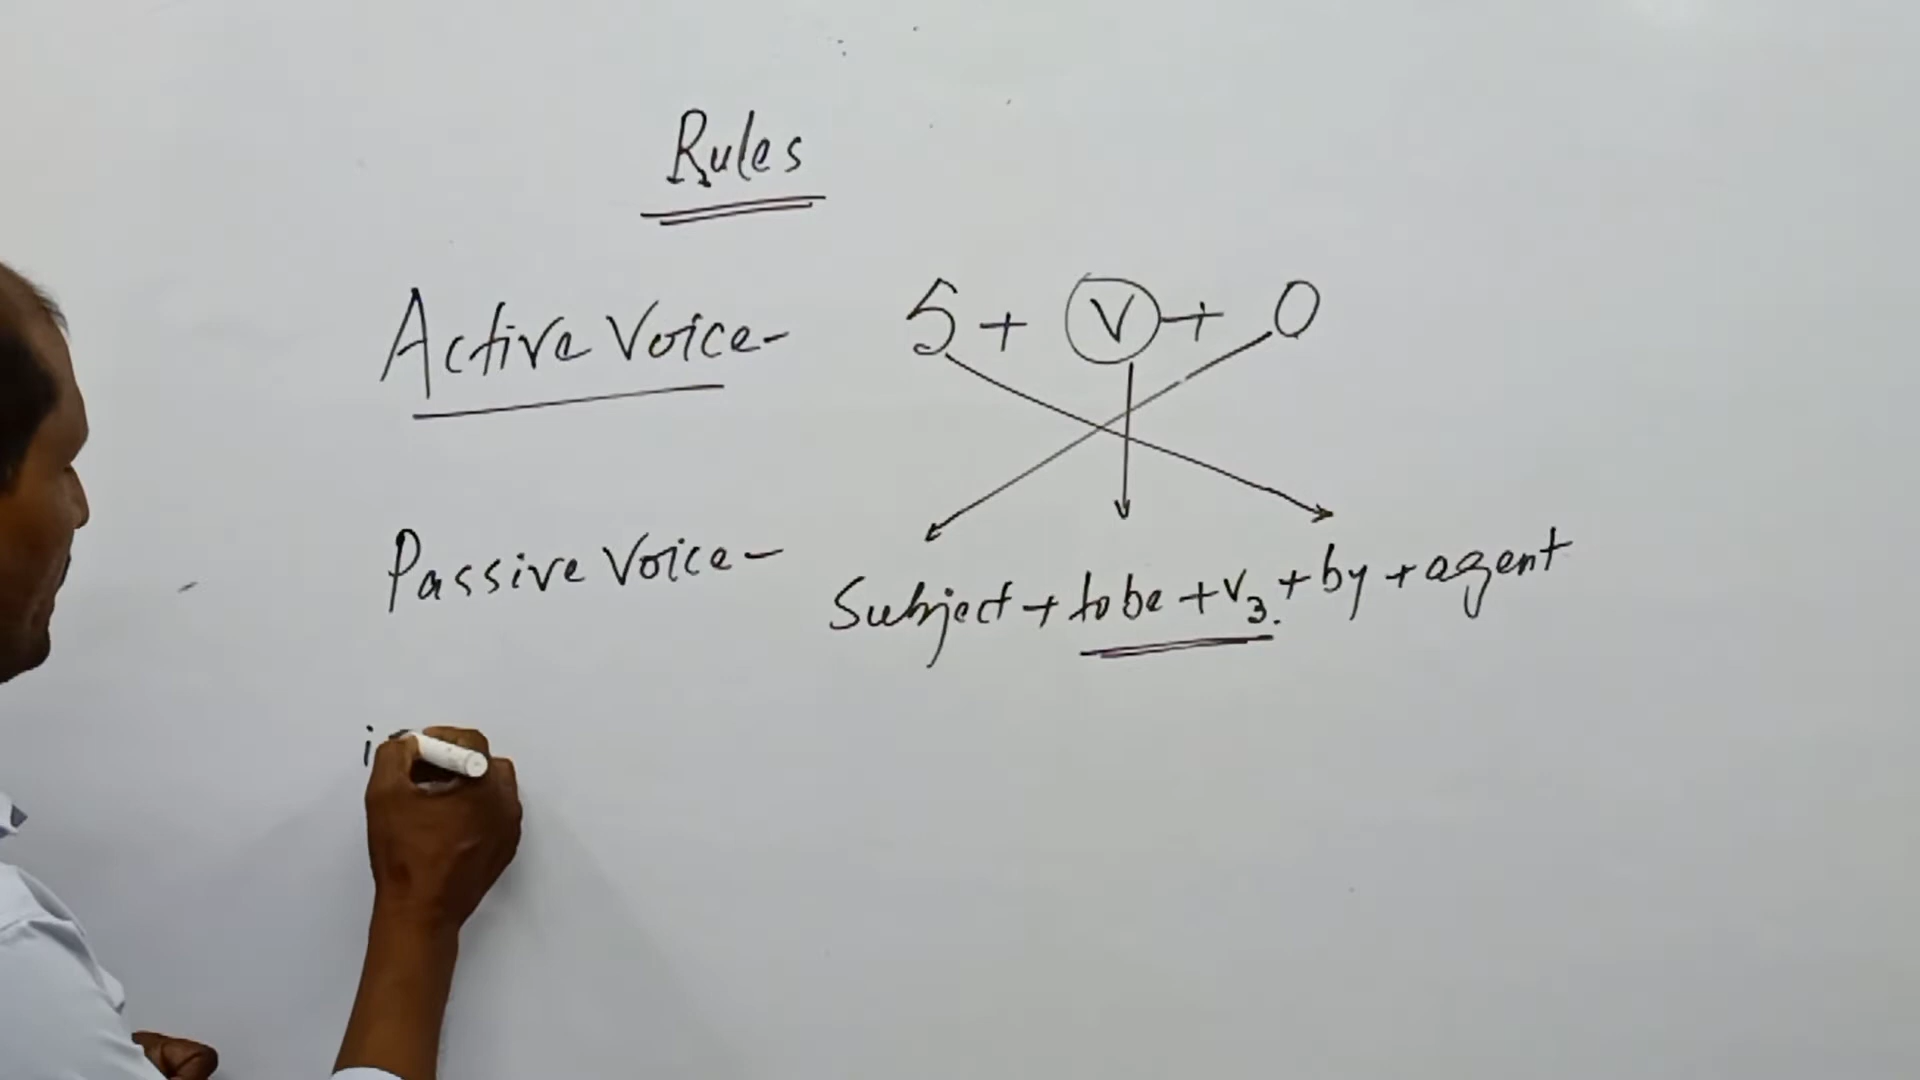 Rules
Active Voice- S + V + O
Passive Voice- Subject + to be + V3. + by + agent
i